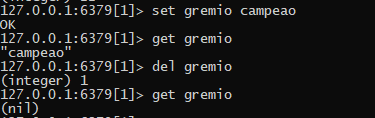 127.0.0.1:6379[1]> set gremio campeao
OK
127.0.0.1:6379[1]> get gremio
"campeao"
127.0.0.1:6379[1]> del gremio
(integer) 1
127.0.0.1:6379[1]> get gremio
(nil)